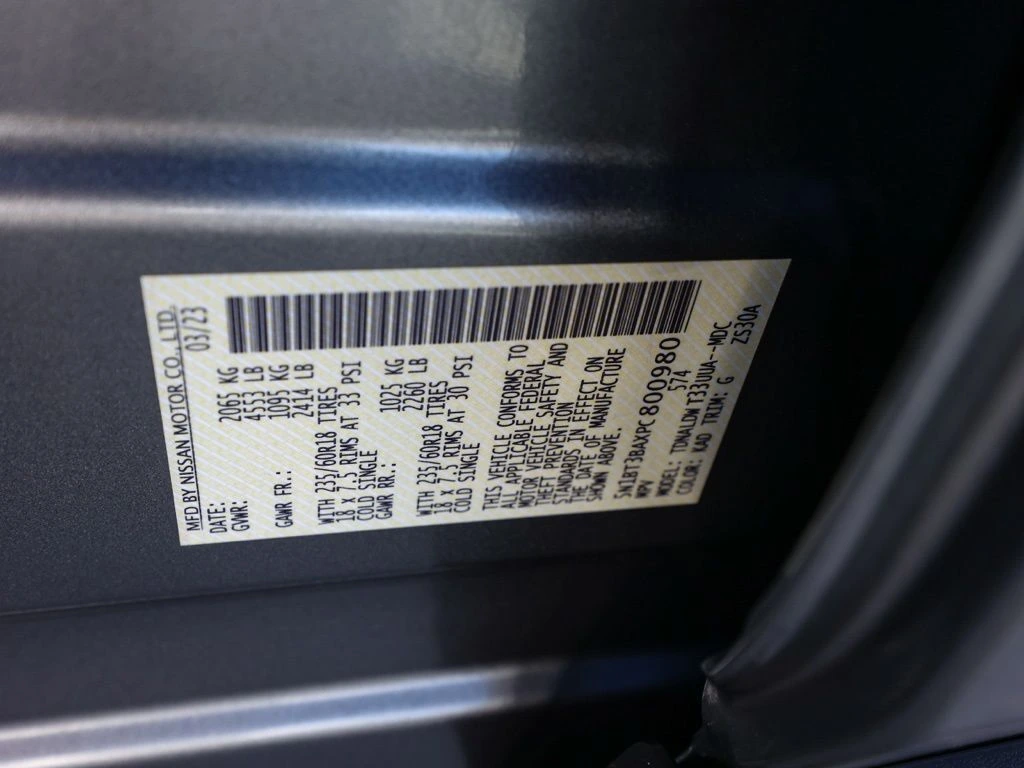 MFD BY NISSAN MOTOR CO., LTD.
DATE: 03/23
GVWR: 2065 KG
4553 LB
GAWR FR.: 1095 KG
2414 LB
WITH 235/60R18 TIRES
18 X 7.5 RIMS AT 33 PSI
COLD SINGLE
GAWR RR.: 1025 KG
2260 LB
WITH 235/60R18 TIRES
18 X 7.5 RIMS AT 30 PSI
COLD SINGLE
THIS VEHICLE CONFORMS TO
ALL APPLICABLE FEDERAL
MOTOR VEHICLE SAFETY AND
THEFT PREVENTION
STANDARDS IN EFFECT ON
THE DATE OF MANUFACTURE
SHOWN ABOVE.
5N1BT3BAXPC800980
MPV 574
MODEL: TDNALDWT33UUA--MDC
COLOR: KAD TRIM: G ZS30A